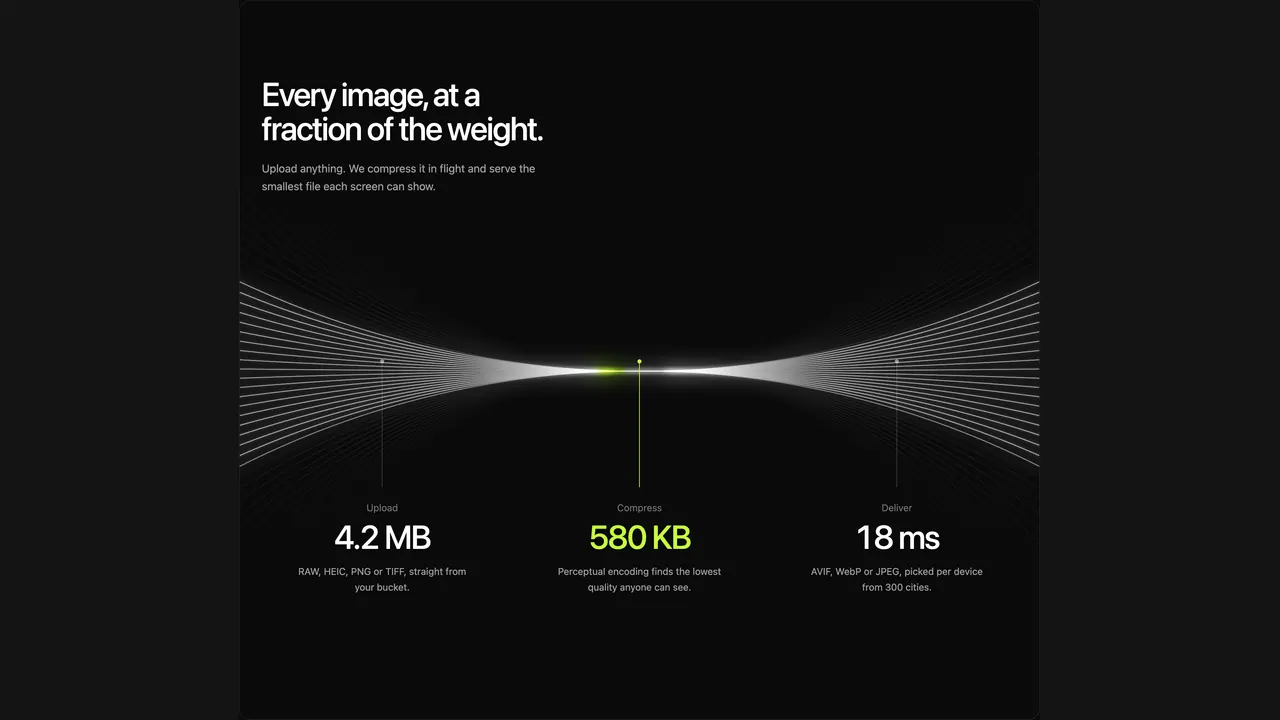 Every image, at a
fraction of the weight.
Upload anything. We compress it in flight and serve the
smallest file each screen can show.
Upload
4.2 MB
RAW, HEIC, PNG or TIFF, straight from
your bucket.
Compress
580 KB
Perceptual encoding finds the lowest
quality anyone can see.
Deliver
18 ms
AVIF, WebP or JPEG, picked per device
from 300 cities.